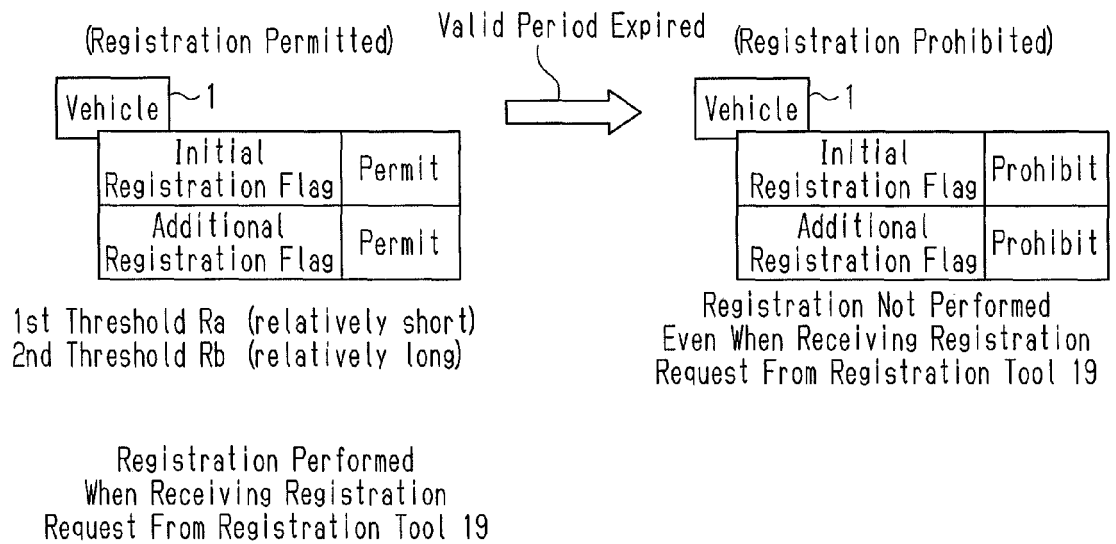 (Registration Permitted)
Valid Period Expired
(Registration Prohibited)
Vehicle
1
Initial
Registration Flag
Permit
Additional
Registration Flag
Permit
1st Threshold Ra (relatively short)
2nd Threshold Rb (relatively long)
Registration Performed
When Receiving Registration
Request From Registration Tool 19
Vehicle
1
Initial
Registration Flag
Prohibit
Additional
Registration Flag
Prohibit
Registration Not Performed
Even When Receiving Registration
Request From Registration Tool 19